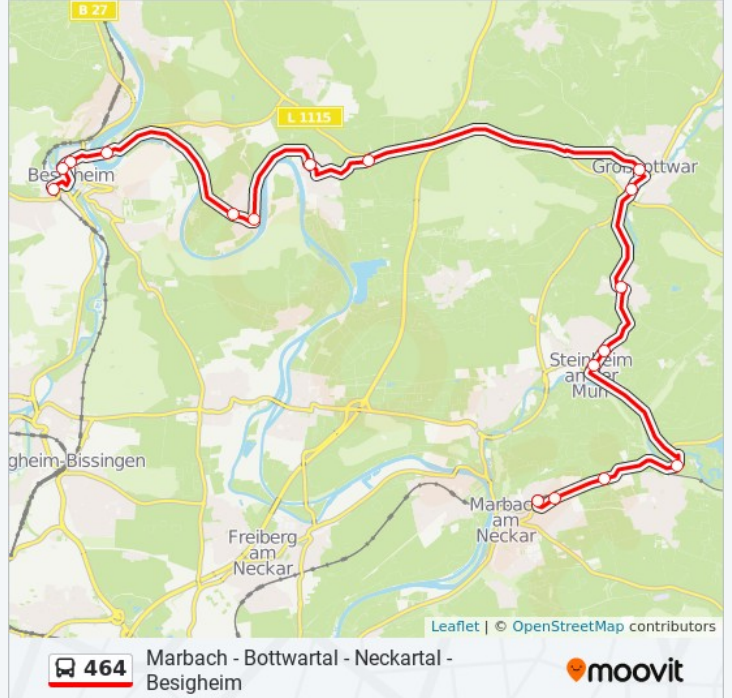 B 27
L 1115
Besigheim
Großbottwar
Steinheim
an der
Murr
gheim-Bissingen
Marbach
am
Neckar
Freiberg
am
Neckar
Leaflet | © OpenStreetMap contributors
464
Marbach - Bottwartal - Neckartal -
Besigheim
moovit